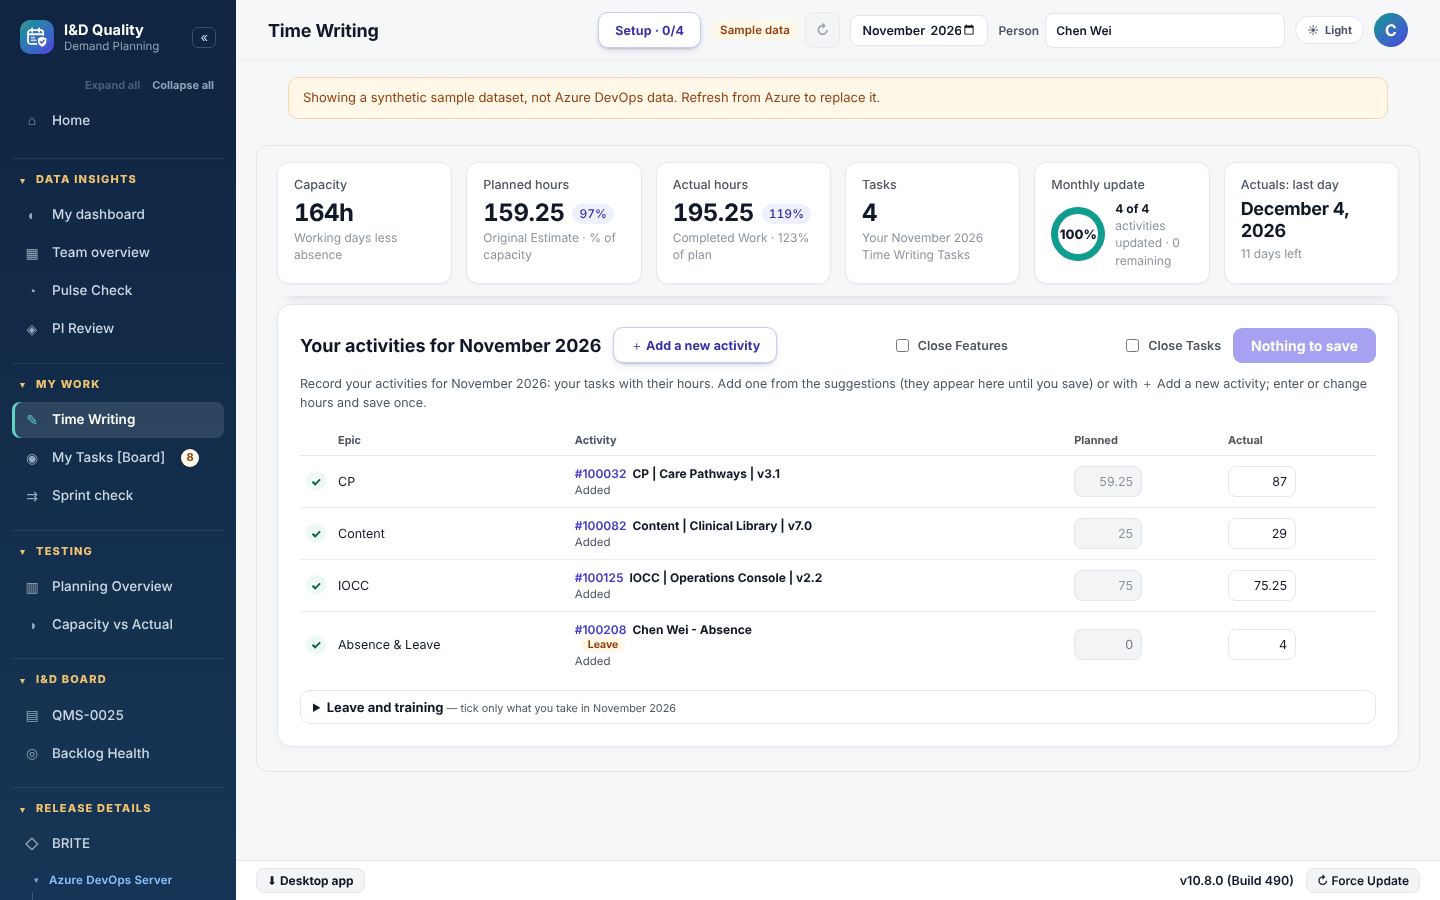 I&D Quality
Demand Planning
«
Expand all Collapse all
Home
DATA INSIGHTS
My dashboard
Team overview
Pulse Check
PI Review
MY WORK
Time Writing
My Tasks [Board] 8
Sprint check
TESTING
Planning Overview
Capacity vs Actual
I&D BOARD
QMS-0025
Backlog Health
RELEASE DETAILS
BRITE
Azure DevOps Server
Time Writing
Setup · 0/4
Sample data
November 2026
Person
Chen Wei
Light
C
Showing a synthetic sample dataset, not Azure DevOps data. Refresh from Azure to replace it.
Capacity
164h
Working days less
absence
Planned hours
159.25 97%
Original Estimate · % of
capacity
Actual hours
195.25 119%
Completed Work · 123%
of plan
Tasks
4
Your November 2026
Time Writing Tasks
Monthly update
100%
4 of 4
activities
updated · 0
remaining
Actuals: last day
December 4,
2026
11 days left
Your activities for November 2026
+ Add a new activity
Close Features
Close Tasks
Nothing to save
Record your activities for November 2026: your tasks with their hours. Add one from the suggestions (they appear here until you save) or with + Add a new activity; enter or change
hours and save once.
Epic Activity Planned Actual
CP
#100032 CP | Care Pathways | v3.1
Added
59.25
87
Content
#100082 Content | Clinical Library | v7.0
Added
25
29
IOCC
#100125 IOCC | Operations Console | v2.2
Added
75
75.25
Absence & Leave
#100208 Chen Wei - Absence
Leave
Added
0
4
Leave and training — tick only what you take in November 2026
Desktop app
v10.8.0 (Build 490)
Force Update